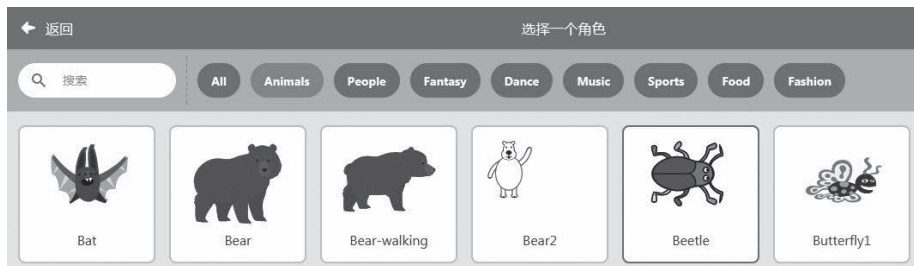 返回 选择一个角色
搜索 All Animals People Fantasy Dance Music Sports Food Fashion
Bat Bear Bear-walking Bear2 Beetle Butterfly1